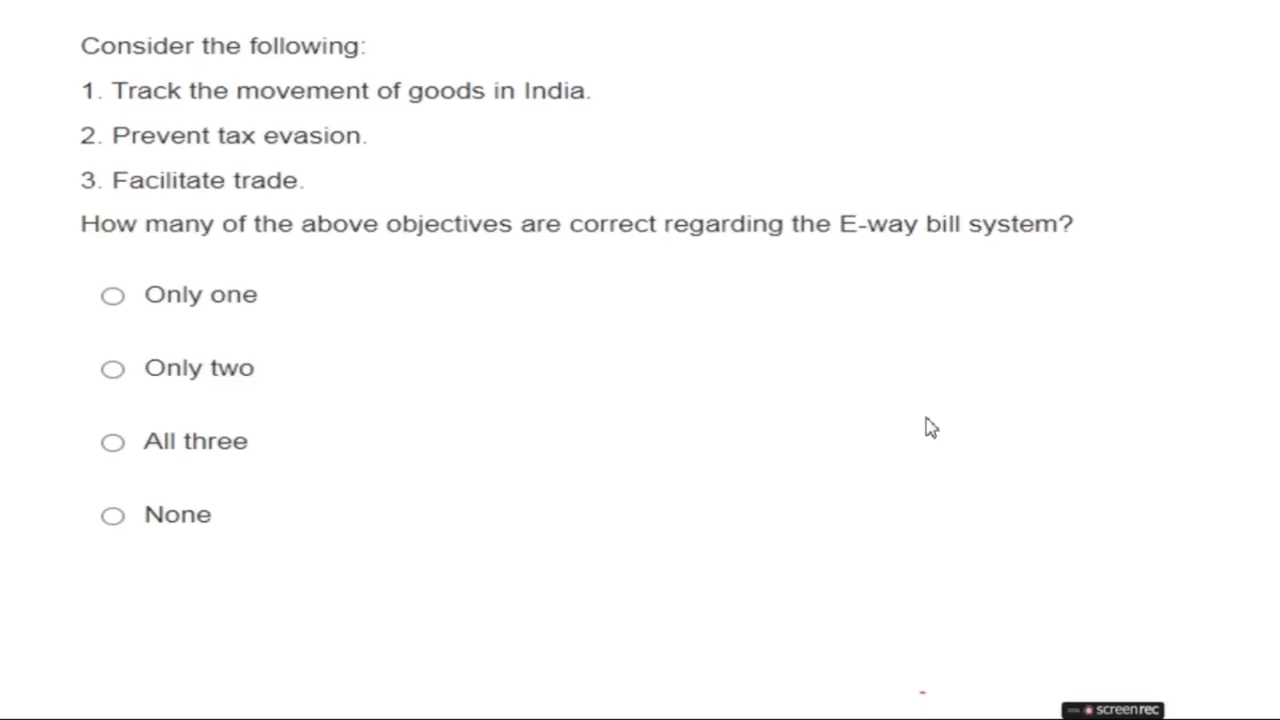 Consider the following:
1. Track the movement of goods in India.
2. Prevent tax evasion.
3. Facilitate trade.
How many of the above objectives are correct regarding the E-way bill system?
Only one
Only two
All three
None
screenrec